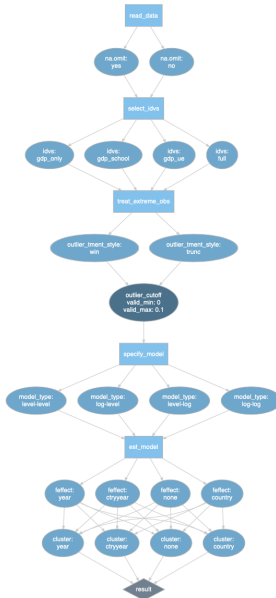 read_data
na.omit:
yes
na.omit:
no
select_idvs
idvs:
gdp_only
idvs:
gdp_school
idvs:
gdp_ue
idvs:
full
treat_extreme_obs
outlier_tment_style:
win
outlier_tment_style:
trunc
outlier_cutoff
valid_min: 0
valid_max: 0.1
specify_model
model_type:
level-level
model_type:
log-level
model_type:
level-log
model_type:
log-log
est_model
feffect:
year
feffect:
ctryyear
feffect:
none
feffect:
country
cluster:
year
cluster:
ctryyear
cluster:
none
cluster:
country
result